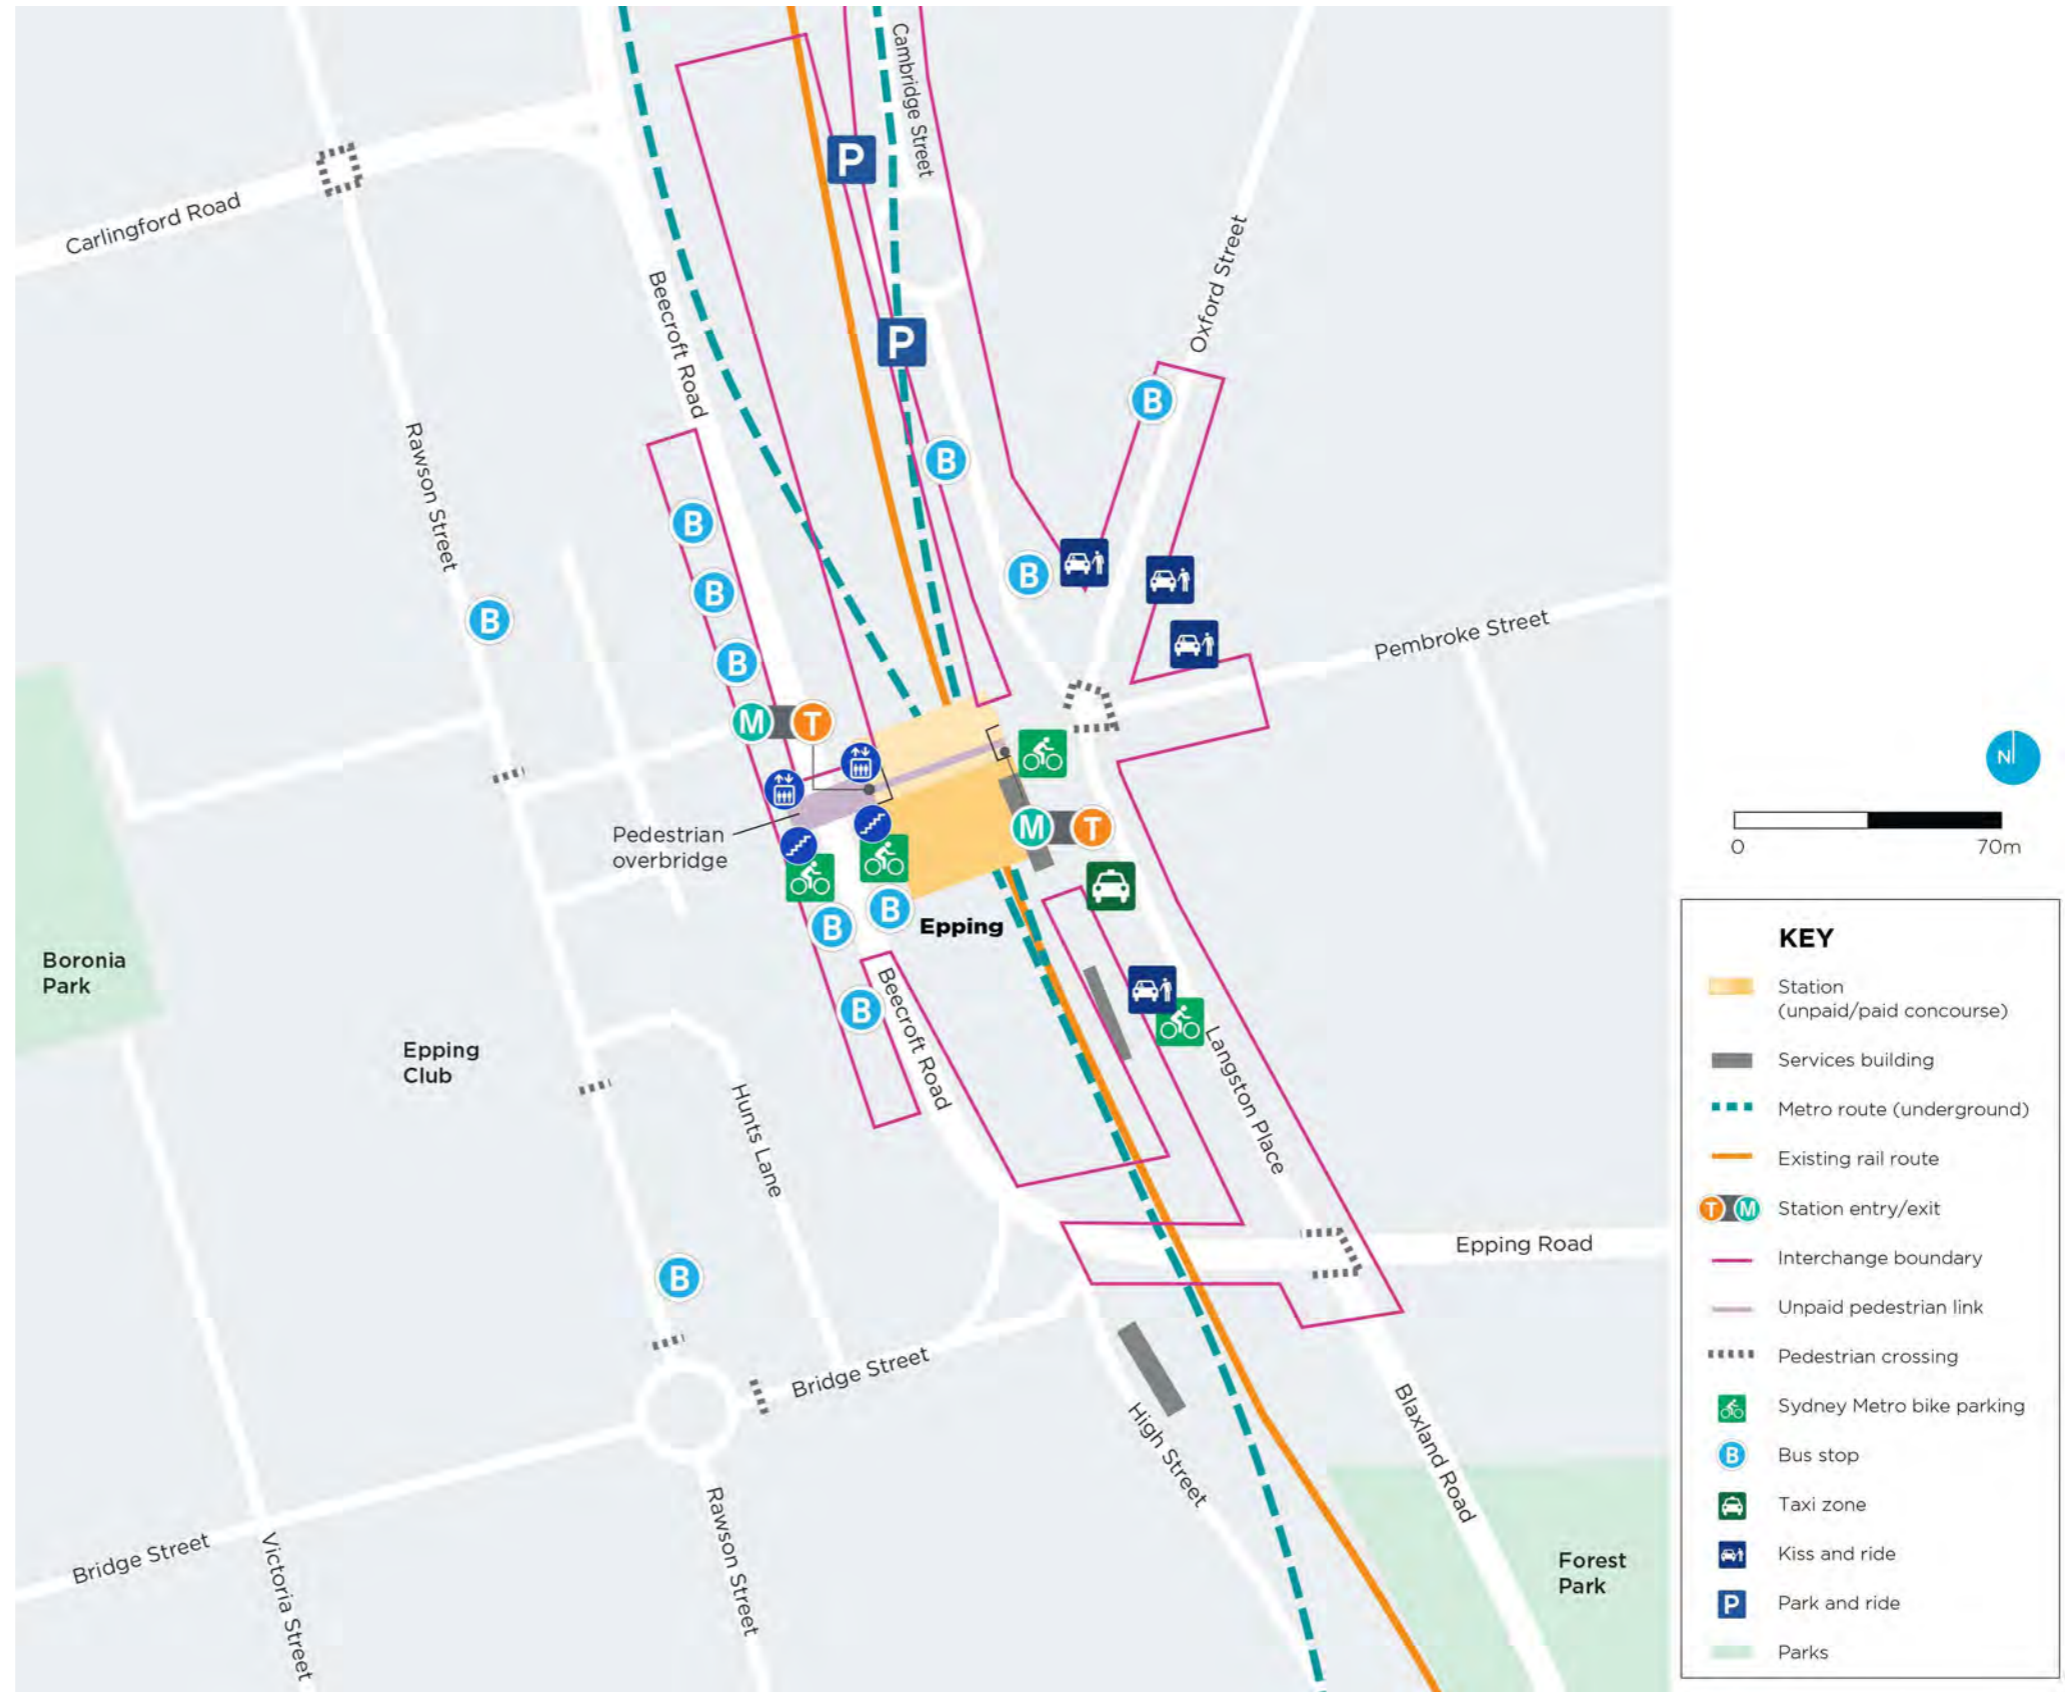 Cambridge Street
P
Carlingford Road
Oxford Street
Beecroft Road
P
B
Rawson Street
B
B
B
B
B
Pembroke Street
B
M T
N
Pedestrian
overbridge
M T
0 70m
B
B
Epping
Boronia
Park
B
Beecroft Road
Epping
Club
Langston Place
Hunts Lane
Epping Road
B
Bridge Street
High Street
Blaxland Road
Bridge Street
Victoria Street
Rawson Street
Forest
Park
KEY
Station
(unpaid/paid concourse)
Services building
Metro route (underground)
Existing rail route
T M Station entry/exit
Interchange boundary
Unpaid pedestrian link
Pedestrian crossing
Sydney Metro bike parking
B Bus stop
Taxi zone
Kiss and ride
P Park and ride
Parks